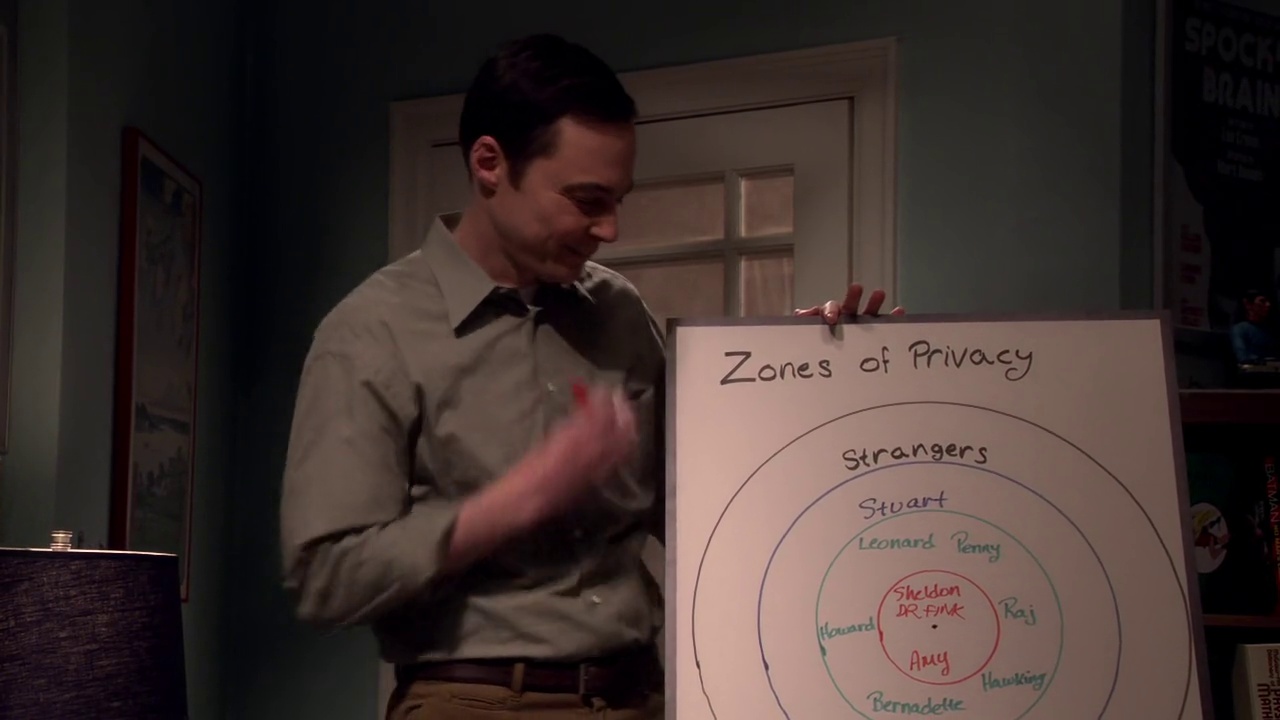 SPOCK'S
BRAIN
Zones of Privacy
Strangers
Stuart
Leonard Penny
Sheldon
DR FINK
Howard
Raj
Amy
Hawking
Bernadette